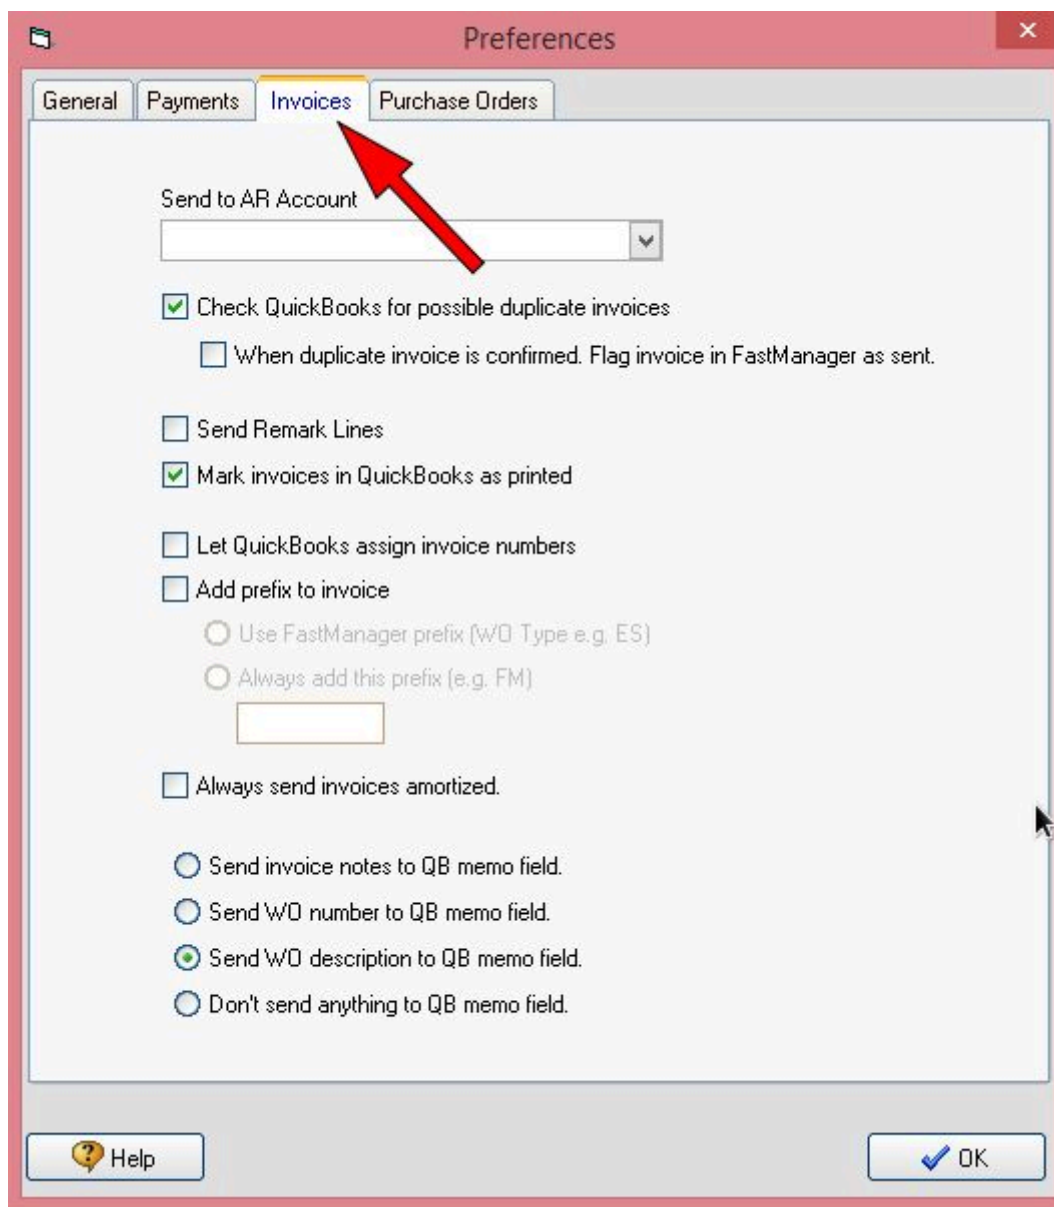 Preferences
General Payments Invoices Purchase Orders
Send to AR Account
Check QuickBooks for possible duplicate invoices
When duplicate invoice is confirmed. Flag invoice in FastManager as sent.
Send Remark Lines
Mark invoices in QuickBooks as printed
Let QuickBooks assign invoice numbers
Add prefix to invoice
Use FastManager prefix (WO Type e.g. ES)
Always add this prefix (e.g. FM)
Always send invoices amortized.
Send invoice notes to QB memo field.
Send WO number to QB memo field.
Send WO description to QB memo field.
Don't send anything to QB memo field.
Help OK